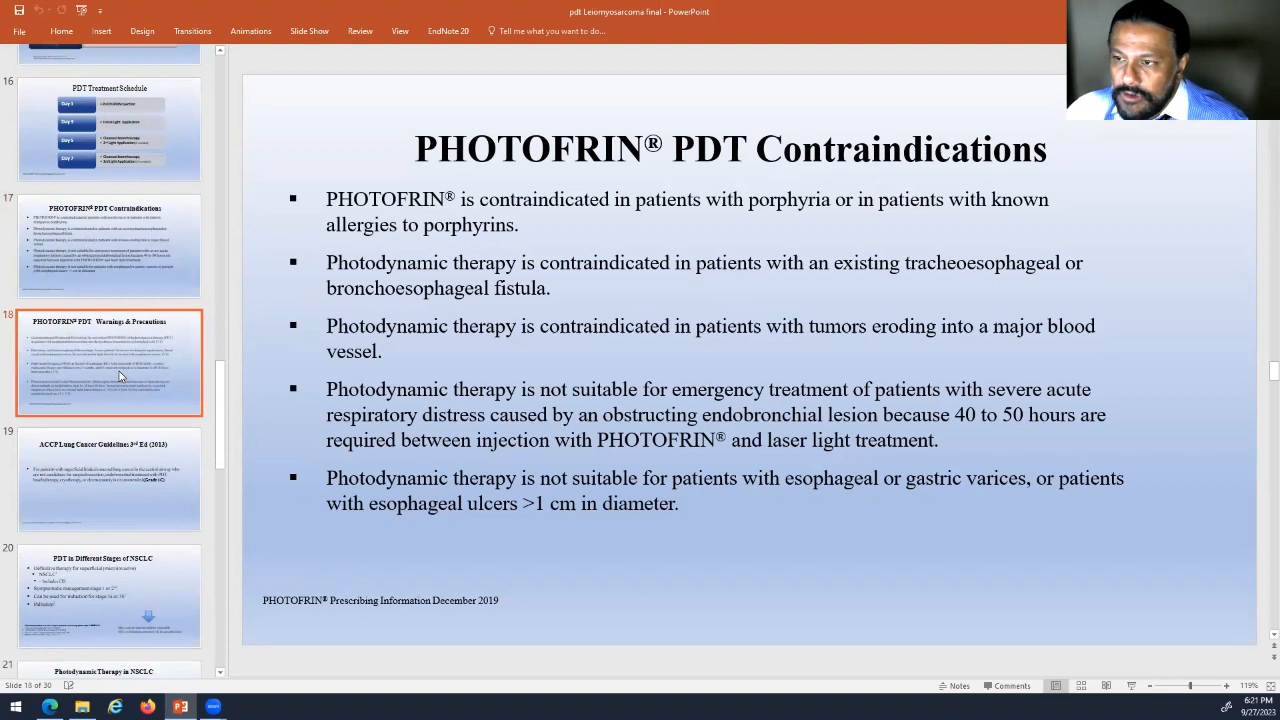 pdt Leiomyosarcoma final - PowerPoint
File Home Insert Design Transitions Animations Slide Show Review View EndNote 20 Tell me what you want to do...
16
PDT Treatment Schedule
Day 1
Day 3
Day 5
Day 7
17
PHOTOFRIN® PDT Contraindications
18
PHOTOFRIN® PDT Warnings & Precautions
19
ACCP Lung Cancer Guidelines 3rd Ed (2013)
20
PDT in Different Stages of NSCLC
21
Photodynamic Therapy in NSCLC
PHOTOFRIN® PDT Contraindications
▪ PHOTOFRIN® is contraindicated in patients with porphyria or in patients with known
allergies to porphyrins.
▪ Photodynamic therapy is contraindicated in patients with an existing tracheoesophageal or
bronchoesophageal fistula.
▪ Photodynamic therapy is contraindicated in patients with tumors eroding into a major blood
vessel.
▪ Photodynamic therapy is not suitable for emergency treatment of patients with severe acute
respiratory distress caused by an obstructing endobronchial lesion because 40 to 50 hours are
required between injection with PHOTOFRIN® and laser light treatment.
▪ Photodynamic therapy is not suitable for patients with esophageal or gastric varices, or patients
with esophageal ulcers >1 cm in diameter.
PHOTOFRIN® Prescribing Information December 2019
Slide 18 of 30
Notes Comments 119%
6:21 PM
9/27/2023